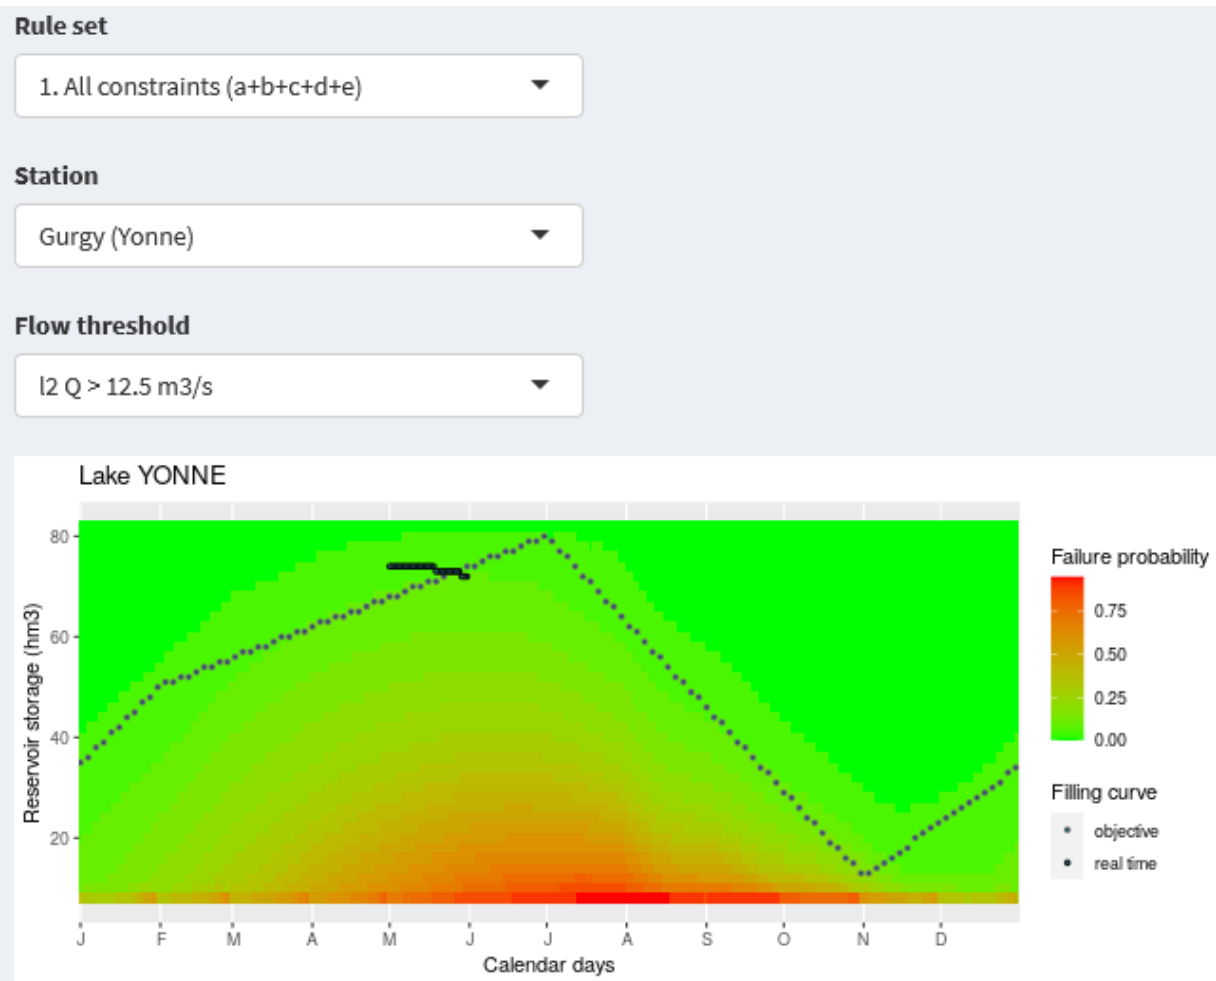 Rule set
1. All constraints (a+b+c+d+e)
Station
Gurgy (Yonne)
Flow threshold
l2 Q > 12.5 m3/s
Lake YONNE
Reservoir storage (hm3)
80
60
40
20
J F M A M J J A S O N D
Calendar days
Failure probability
0.75
0.50
0.25
0.00
Filling curve
objective
real time